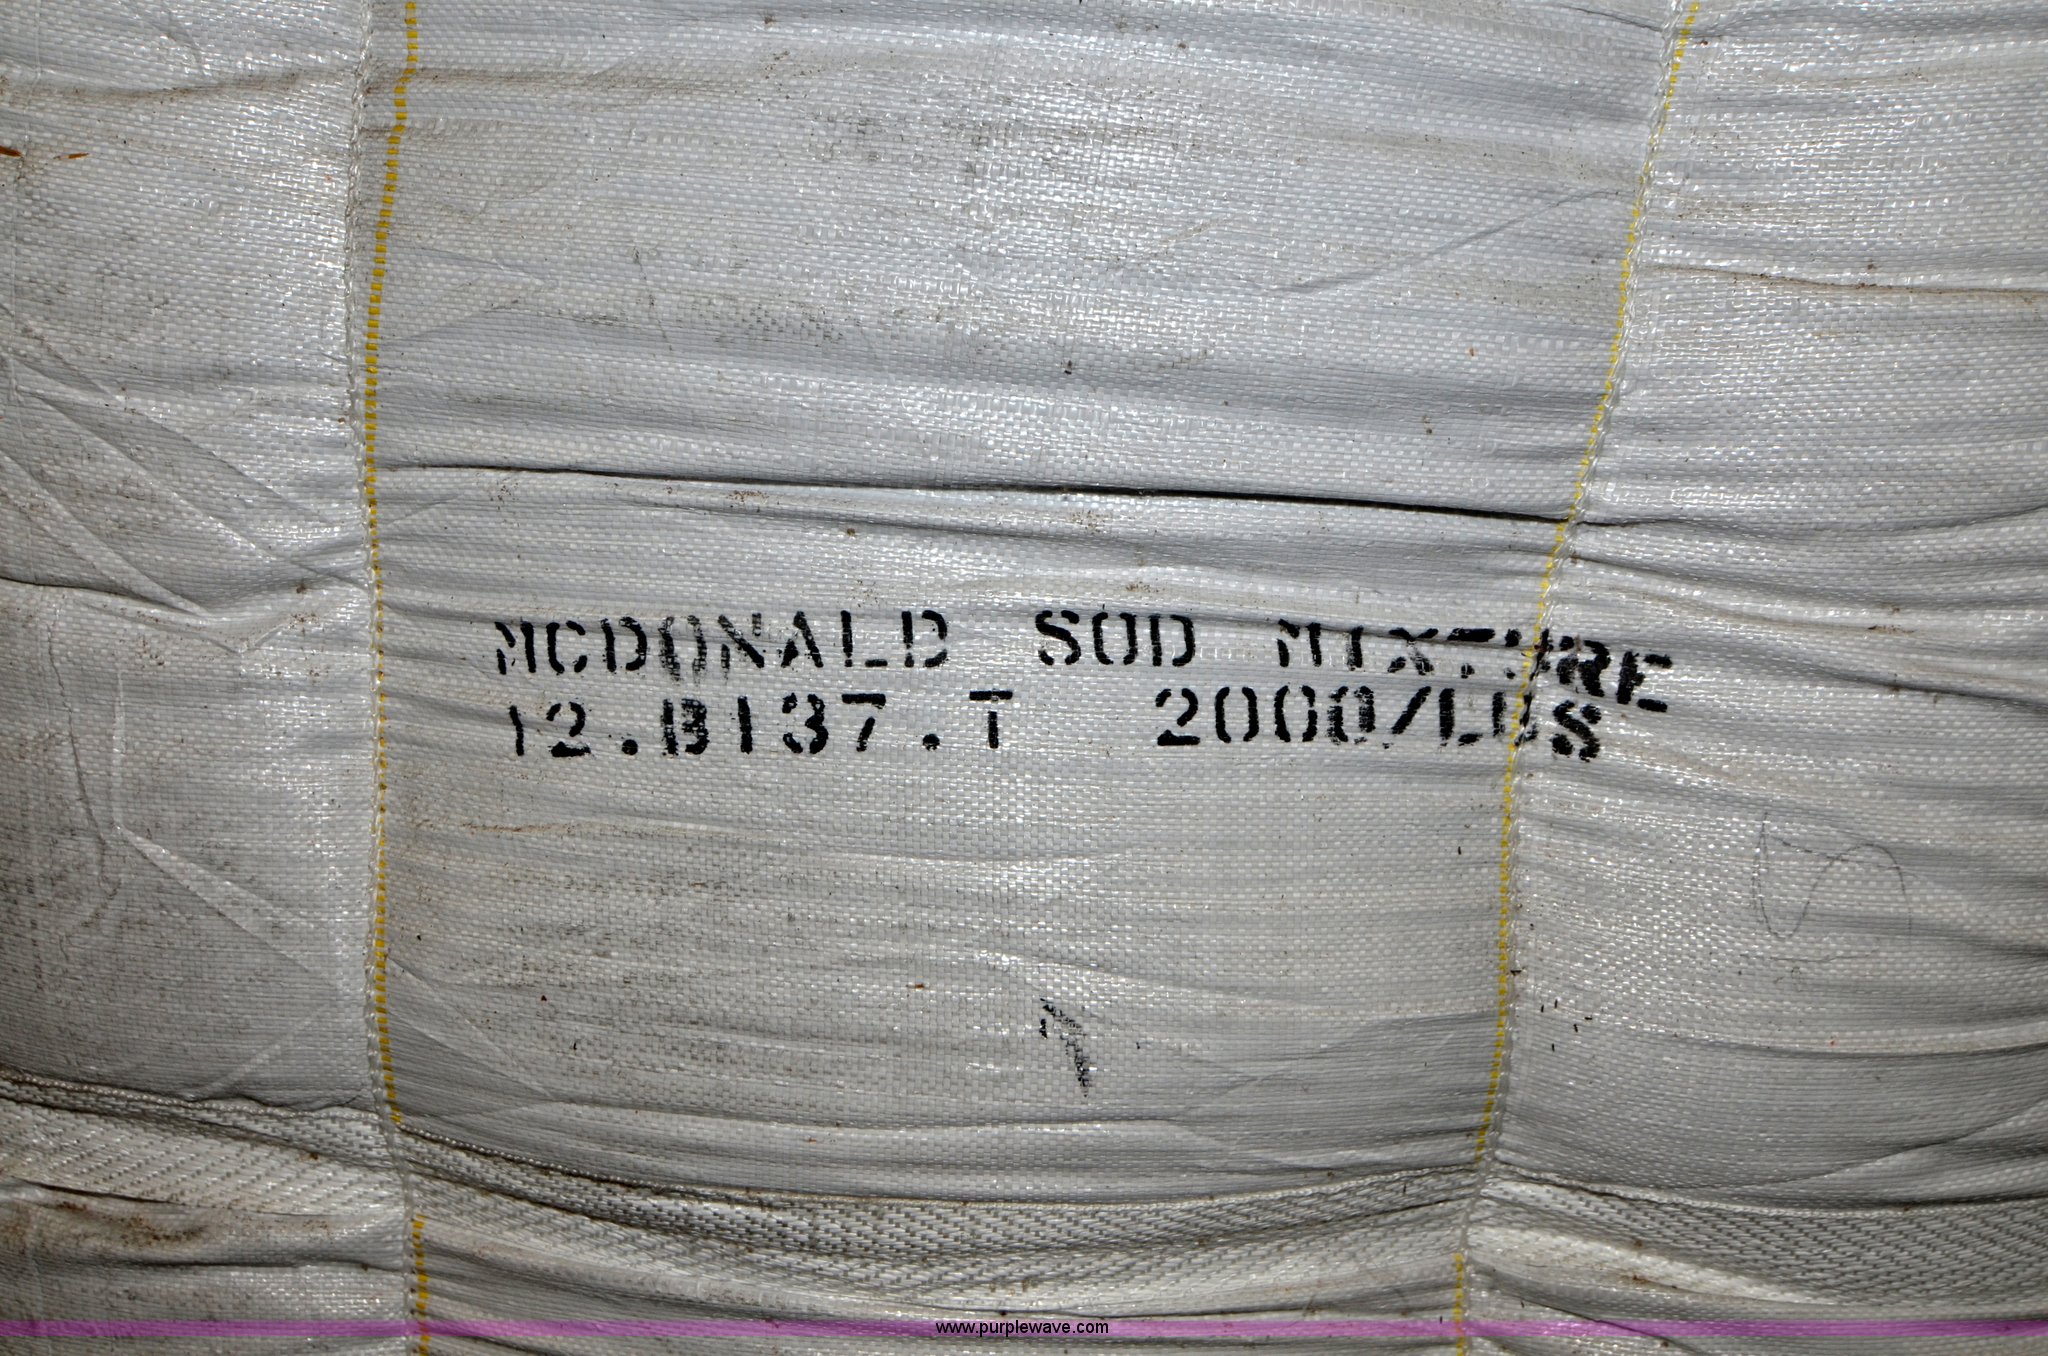 MCDONALD SOD MIXTURE
12.B137.T 2000/LBS
www.purplewave.com